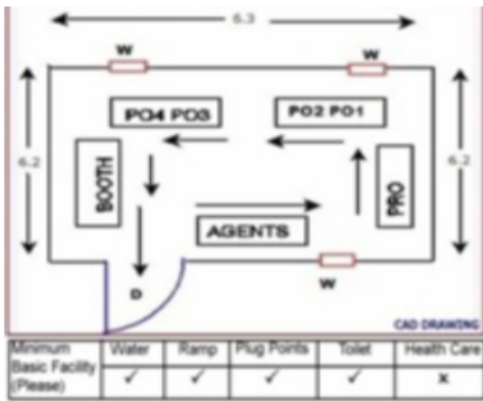 6.3
W
W
PO4 PO3
PO2 PO1
6.2
6.2
BOOTH
PRO
AGENTS
D
W
CAD DRAWING
Minimum Basic Facility (Please)
Water
Ramp
Plug Points
Toilet
Health Care
✓
✓
✓
✓
x